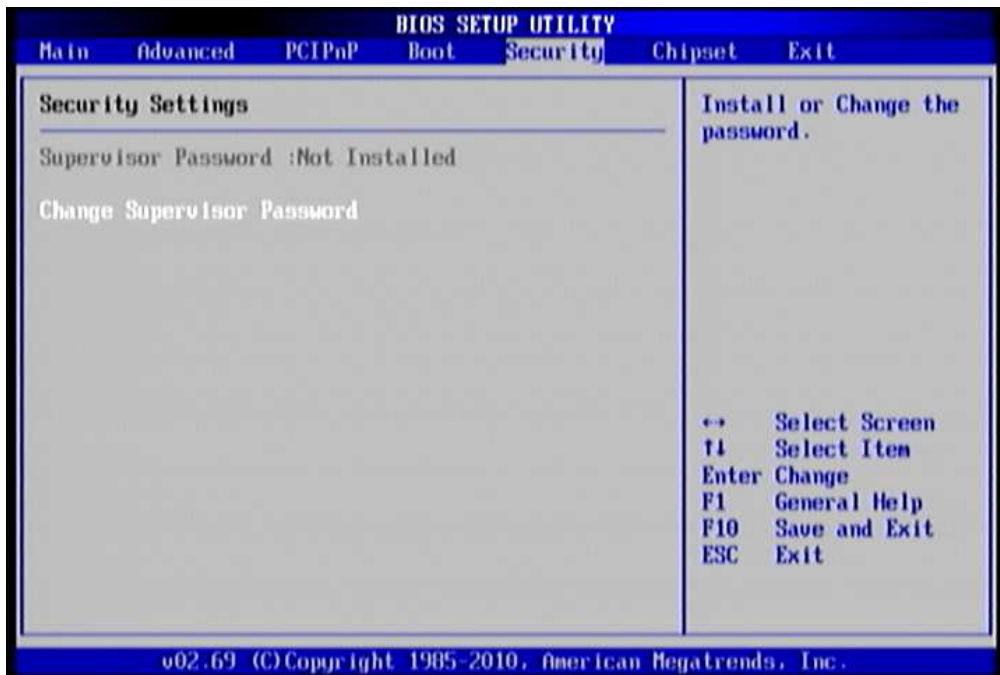 BIOS SETUP UTILITY
Main Advanced PCIPnP Boot Security Chipset Exit
Security Settings
Supervisor Password :Not Installed
Change Supervisor Password
Install or Change the
password.
↔ Select Screen
↑↓ Select Item
Enter Change
F1 General Help
F10 Save and Exit
ESC Exit
v02.69 (C)Copyright 1985-2010, American Megatrends, Inc.